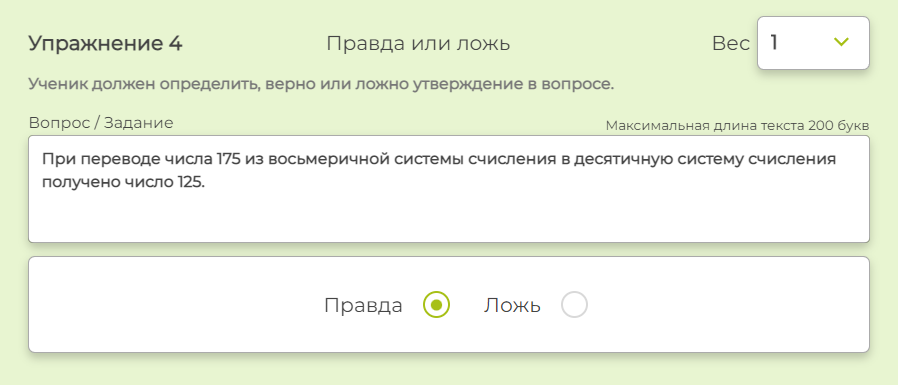 Упражнение 4 Правда или ложь Вес 1
Ученик должен определить, верно или ложно утверждение в вопросе.
Вопрос / Задание Максимальная длина текста 200 букв
При переводе числа 175 из восьмеричной системы счисления в десятичную систему счисления
получено число 125.
Правда Ложь